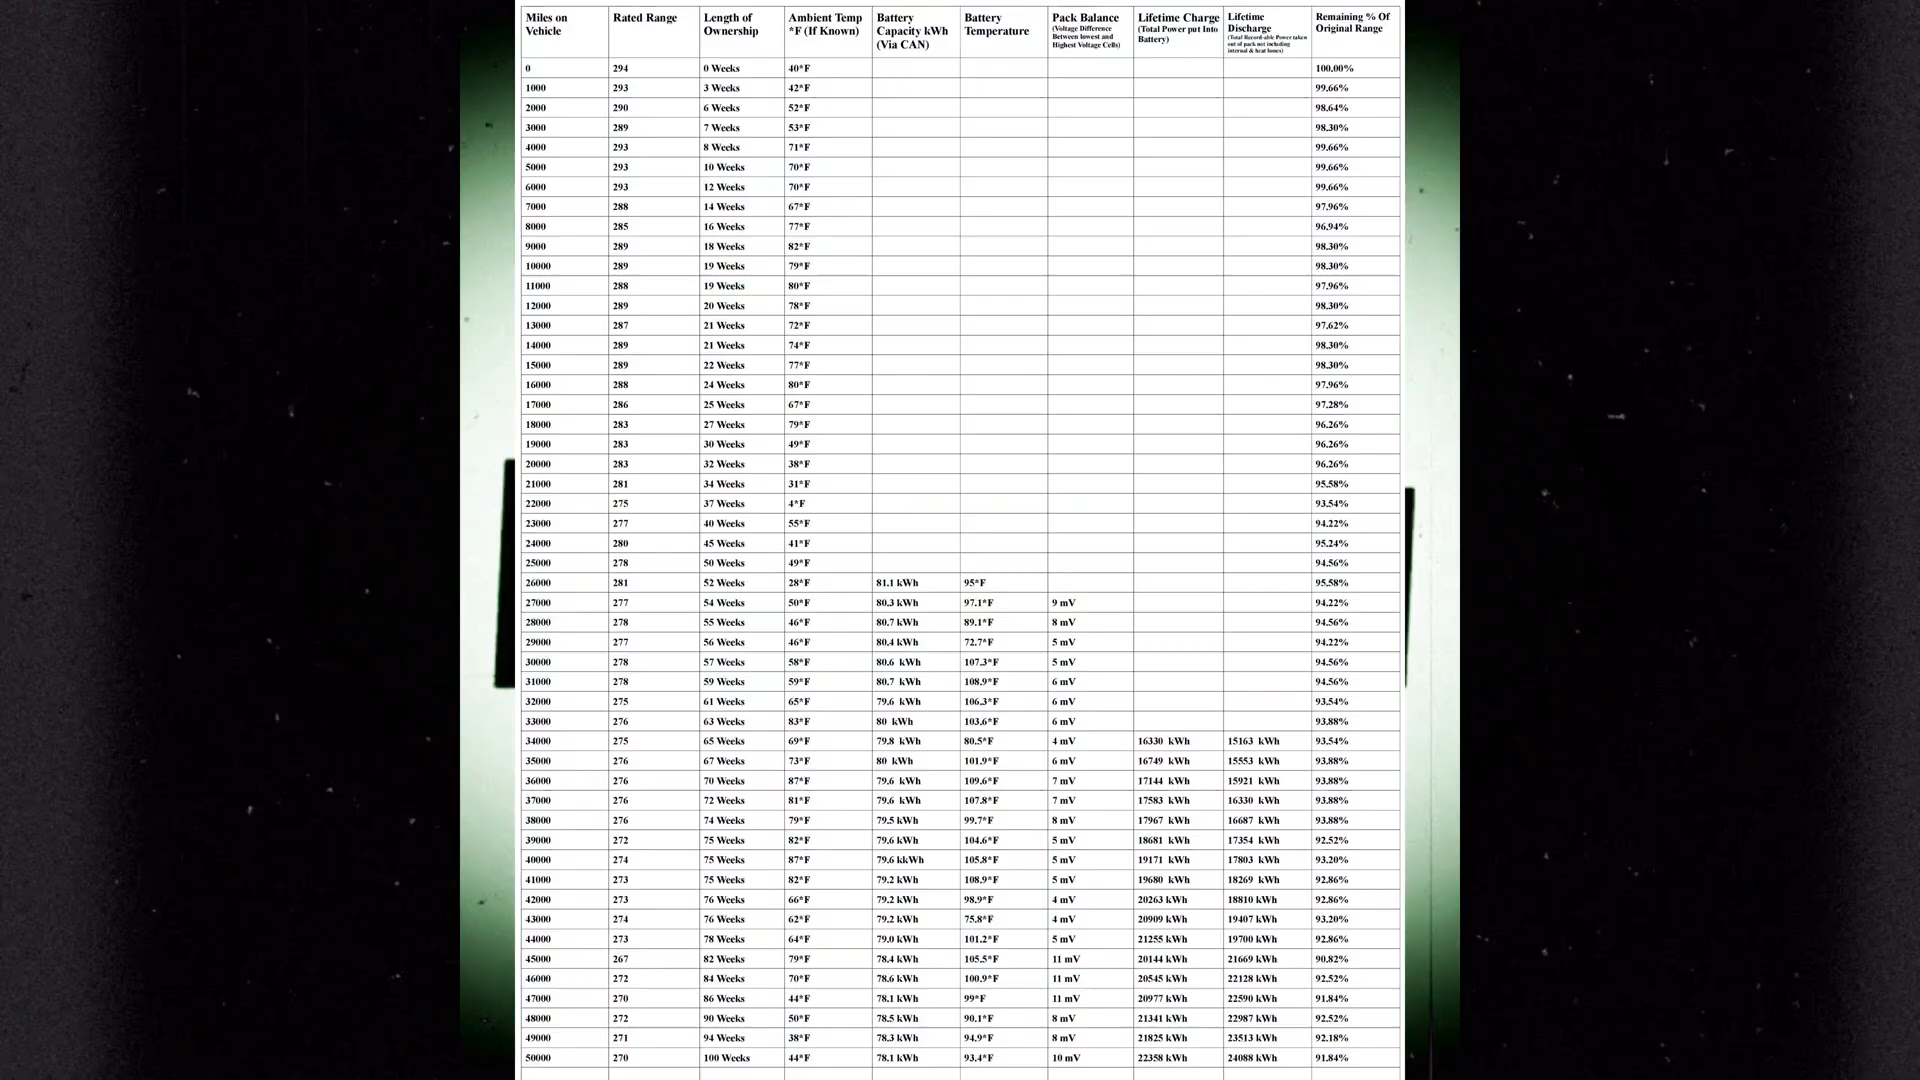 Miles on Vehicle Rated Range Length of Ownership Ambient Temp *F (If Known) Battery Capacity kWh (Via CAN) Battery Temperature Pack Balance (Voltage Difference Between lowest and Highest Voltage Cells) Lifetime Charge (Total Power put Into Battery) Lifetime Discharge (Total Record-able Power taken out of pack not including internal & heat losses) Remaining % Of Original Range
0 294 0 Weeks 40*F 100.00%
1000 293 3 Weeks 42*F 99.66%
2000 290 6 Weeks 52*F 98.64%
3000 289 7 Weeks 53*F 98.30%
4000 293 8 Weeks 71*F 99.66%
5000 293 10 Weeks 70*F 99.66%
6000 293 12 Weeks 70*F 99.66%
7000 288 14 Weeks 67*F 97.96%
8000 285 16 Weeks 77*F 96.94%
9000 289 18 Weeks 82*F 98.30%
10000 289 19 Weeks 79*F 98.30%
11000 288 19 Weeks 80*F 97.96%
12000 289 20 Weeks 78*F 98.30%
13000 287 21 Weeks 72*F 97.62%
14000 289 21 Weeks 74*F 98.30%
15000 289 22 Weeks 77*F 98.30%
16000 288 24 Weeks 80*F 97.96%
17000 286 25 Weeks 67*F 97.28%
18000 283 27 Weeks 79*F 96.26%
19000 283 30 Weeks 49*F 96.26%
20000 283 32 Weeks 38*F 96.26%
21000 281 34 Weeks 31*F 95.58%
22000 275 37 Weeks 4*F 93.54%
23000 277 40 Weeks 55*F 94.22%
24000 280 45 Weeks 41*F 95.24%
25000 278 50 Weeks 49*F 94.56%
26000 281 52 Weeks 28*F 81.1 kWh 95*F 95.58%
27000 277 54 Weeks 50*F 80.3 kWh 97.1*F 9 mV 94.22%
28000 278 55 Weeks 46*F 80.7 kWh 89.1*F 8 mV 94.56%
29000 277 56 Weeks 46*F 80.4 kWh 72.7*F 5 mV 94.22%
30000 278 57 Weeks 58*F 80.6 kWh 107.3*F 5 mV 94.56%
31000 278 59 Weeks 59*F 80.7 kWh 108.9*F 6 mV 94.56%
32000 275 61 Weeks 65*F 79.6 kWh 106.3*F 6 mV 93.54%
33000 276 63 Weeks 83*F 80 kWh 103.6*F 6 mV 93.88%
34000 275 65 Weeks 69*F 79.8 kWh 80.5*F 4 mV 16330 kWh 15163 kWh 93.54%
35000 276 67 Weeks 73*F 80 kWh 101.9*F 6 mV 16749 kWh 15553 kWh 93.88%
36000 276 70 Weeks 87*F 79.6 kWh 109.6*F 7 mV 17144 kWh 15921 kWh 93.88%
37000 276 72 Weeks 81*F 79.6 kWh 107.8*F 7 mV 17583 kWh 16330 kWh 93.88%
38000 276 74 Weeks 79*F 79.5 kWh 99.7*F 8 mV 17967 kWh 16687 kWh 93.88%
39000 272 75 Weeks 82*F 79.6 kWh 104.6*F 5 mV 18681 kWh 17354 kWh 92.52%
40000 274 75 Weeks 87*F 79.6 kkWh 105.8*F 5 mV 19171 kWh 17803 kWh 93.20%
41000 273 75 Weeks 82*F 79.2 kWh 108.9*F 5 mV 19680 kWh 18269 kWh 92.86%
42000 273 76 Weeks 66*F 79.2 kWh 98.9*F 4 mV 20263 kWh 18810 kWh 92.86%
43000 274 76 Weeks 62*F 79.2 kWh 75.8*F 4 mV 20909 kWh 19407 kWh 93.20%
44000 273 78 Weeks 64*F 79.0 kWh 101.2*F 5 mV 21255 kWh 19700 kWh 92.86%
45000 267 82 Weeks 79*F 78.4 kWh 105.5*F 11 mV 20144 kWh 21669 kWh 90.82%
46000 272 84 Weeks 70*F 78.6 kWh 100.9*F 11 mV 20545 kWh 22128 kWh 92.52%
47000 270 86 Weeks 44*F 78.1 kWh 99*F 11 mV 20977 kWh 22590 kWh 91.84%
48000 272 90 Weeks 50*F 78.5 kWh 90.1*F 8 mV 21341 kWh 22987 kWh 92.52%
49000 271 94 Weeks 38*F 78.3 kWh 94.9*F 8 mV 21825 kWh 23513 kWh 92.18%
50000 270 100 Weeks 44*F 78.1 kWh 93.4*F 10 mV 22358 kWh 24088 kWh 91.84%